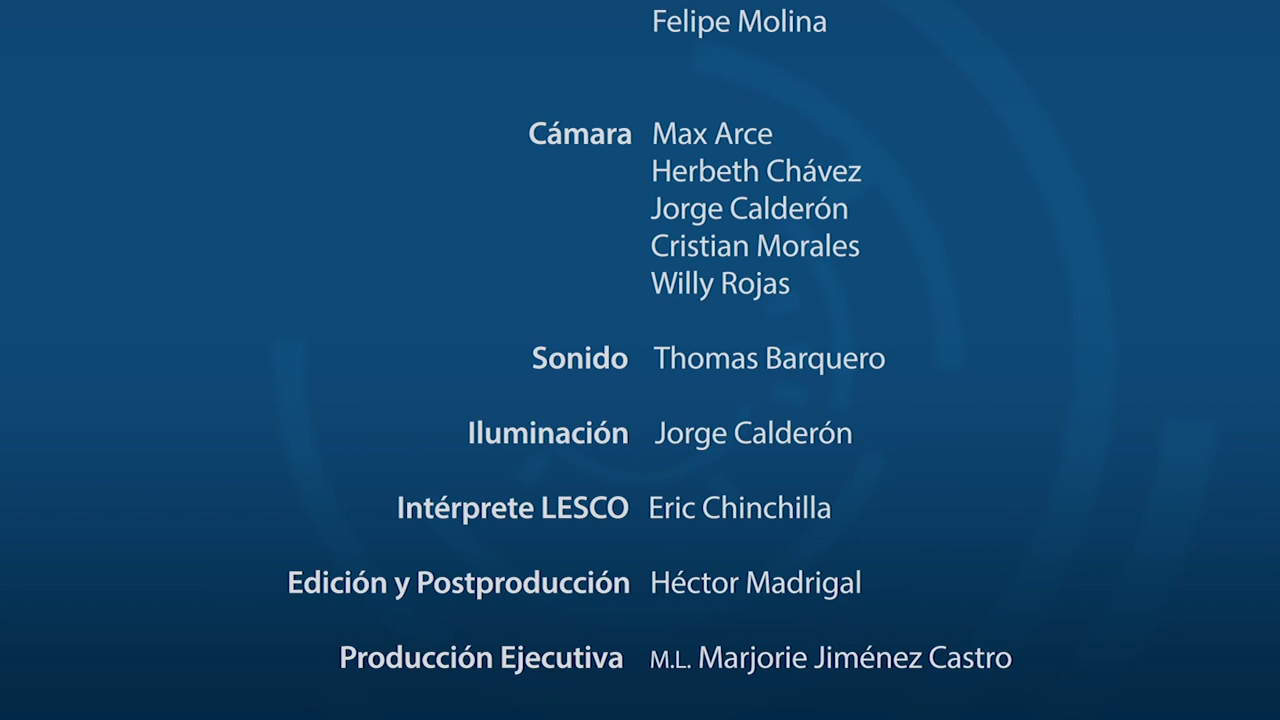 Felipe Molina
Cámara Max Arce
Herbeth Chávez
Jorge Calderón
Cristian Morales
Willy Rojas
Sonido Thomas Barquero
Iluminación Jorge Calderón
Intérprete LESCO Eric Chinchilla
Edición y Postproducción Héctor Madrigal
Producción Ejecutiva M.L. Marjorie Jiménez Castro